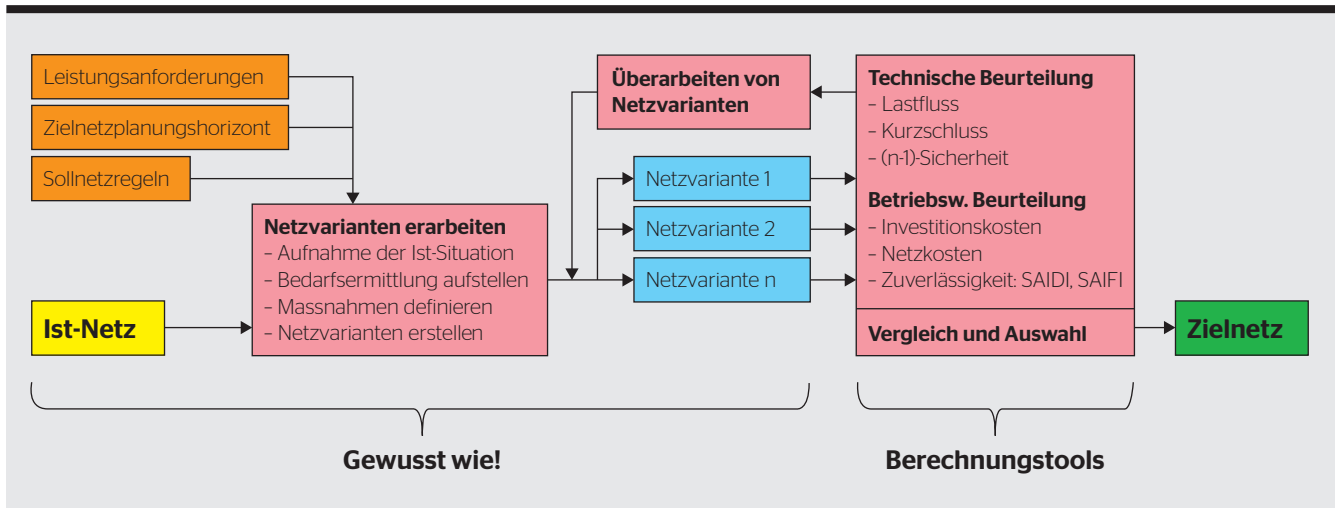 Leistungsanforderungen
Zielnetzplanungshorizont
Sollnetzregeln
Ist-Netz
Netzvarianten erarbeiten
– Aufnahme der Ist-Situation
– Bedarfsermittlung aufstellen
– Massnahmen definieren
– Netzvarianten erstellen
Überarbeiten von
Netzvarianten
Netzvariante 1
Netzvariante 2
Netzvariante n
Technische Beurteilung
– Lastfluss
– Kurzschluss
– (n-1)-Sicherheit
Betriebsw. Beurteilung
– Investitionskosten
– Netzkosten
– Zuverlässigkeit: SAIDI, SAIFI
Vergleich und Auswahl
Zielnetz
Gewusst wie!
Berechnungstools